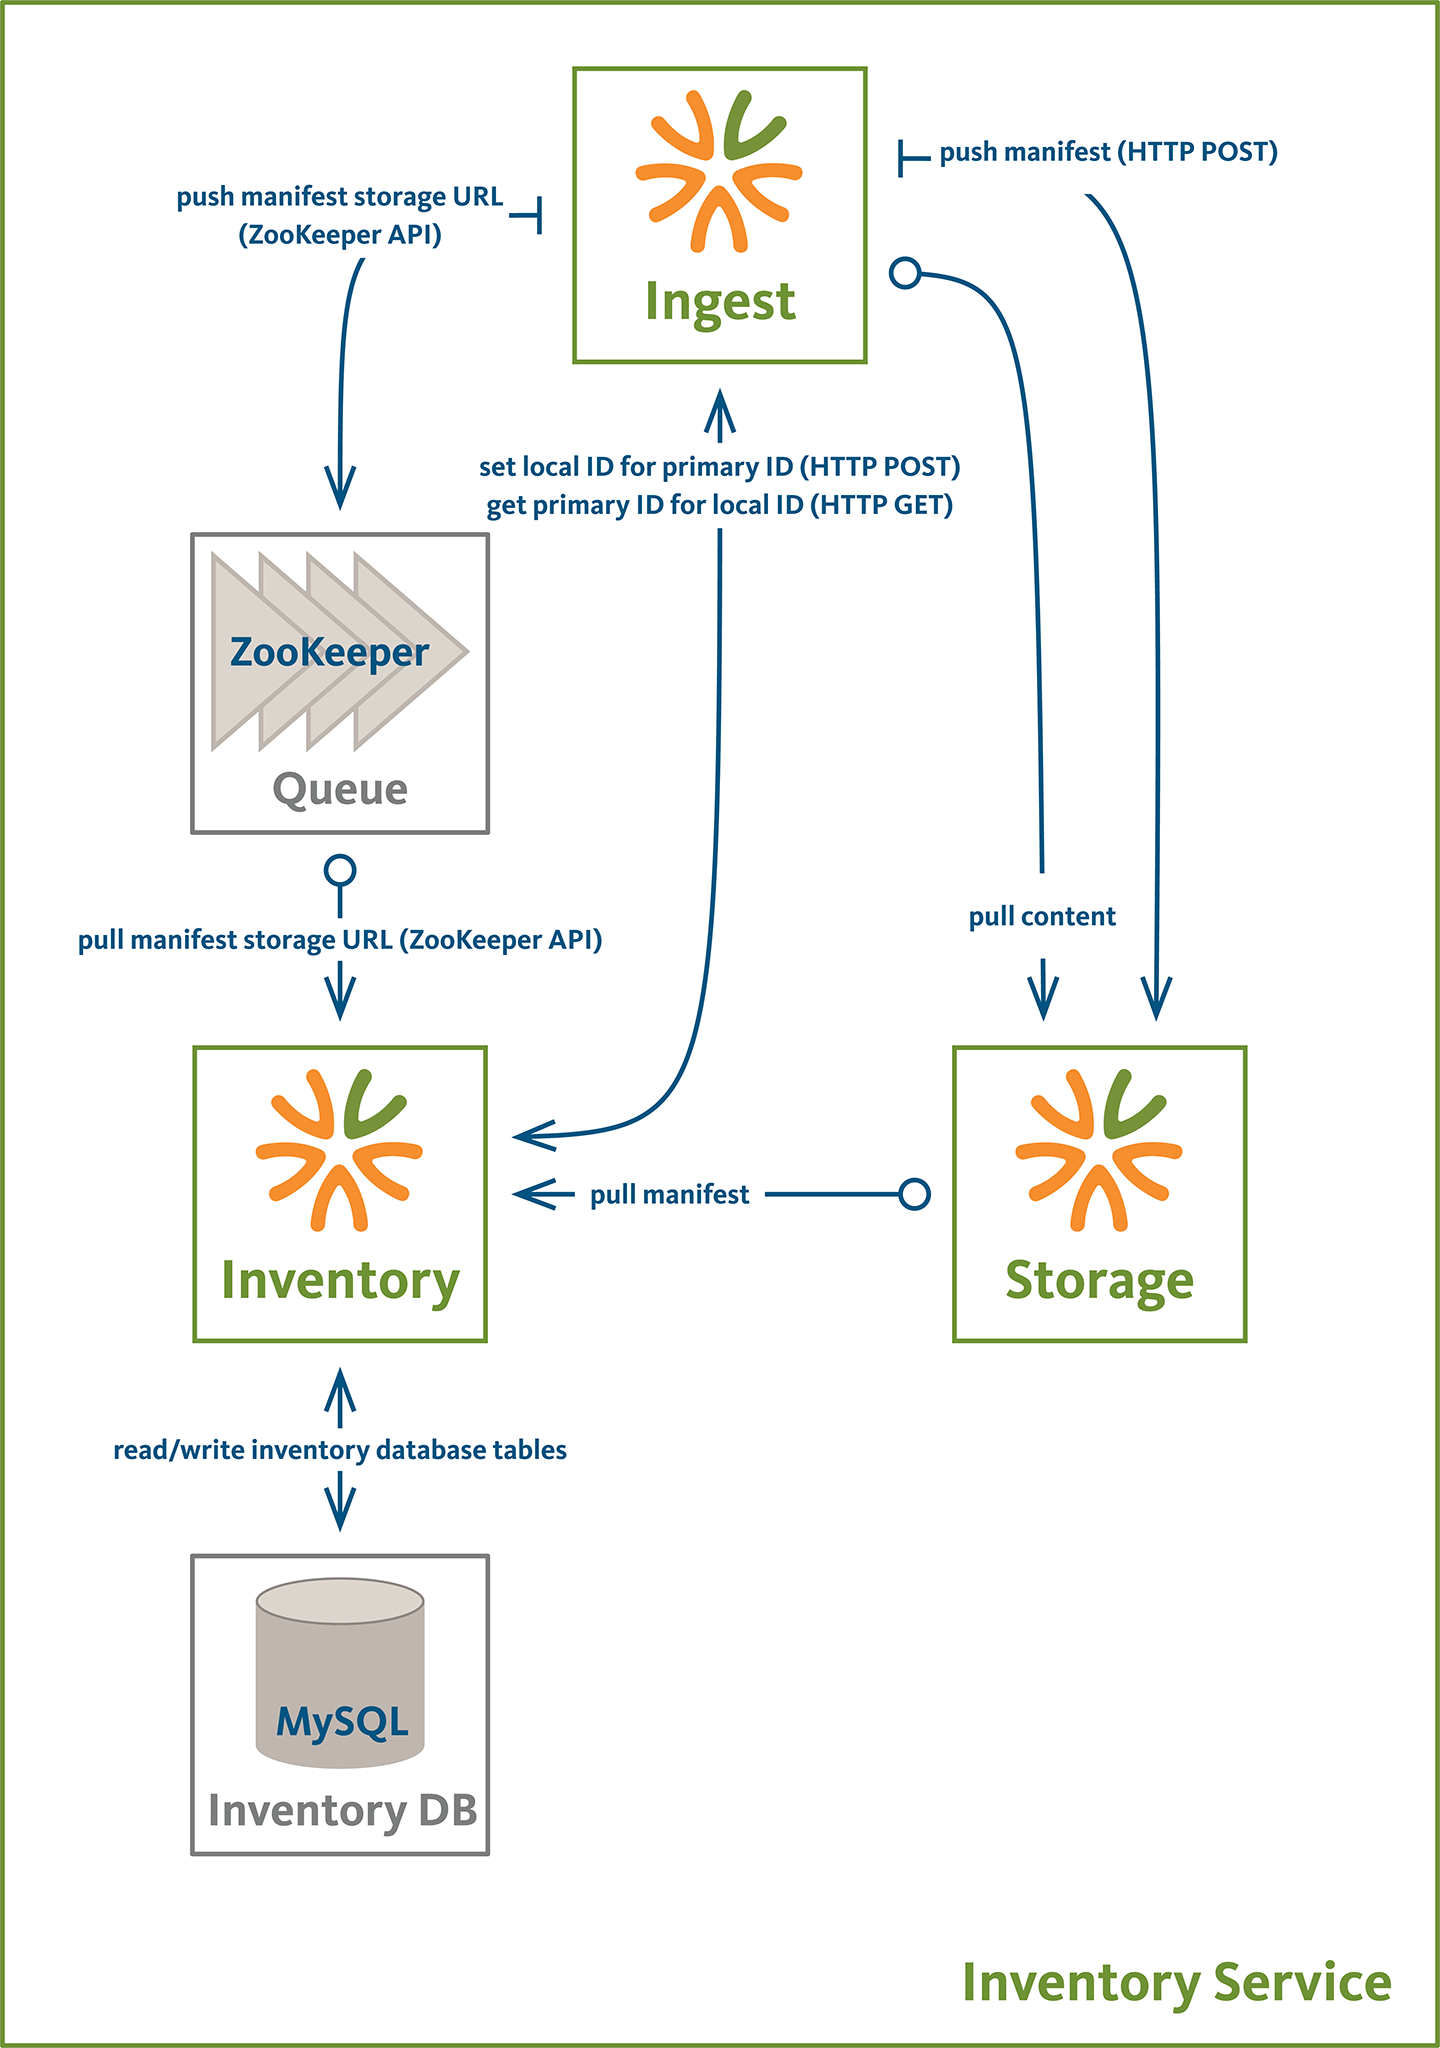 push manifest (HTTP POST)
push manifest storage URL
(ZooKeeper API)
Ingest
set local ID for primary ID (HTTP POST)
get primary ID for local ID (HTTP GET)
ZooKeeper
Queue
pull content
pull manifest storage URL (ZooKeeper API)
pull manifest
Inventory
Storage
read/write inventory database tables
MySQL
Inventory DB
Inventory Service